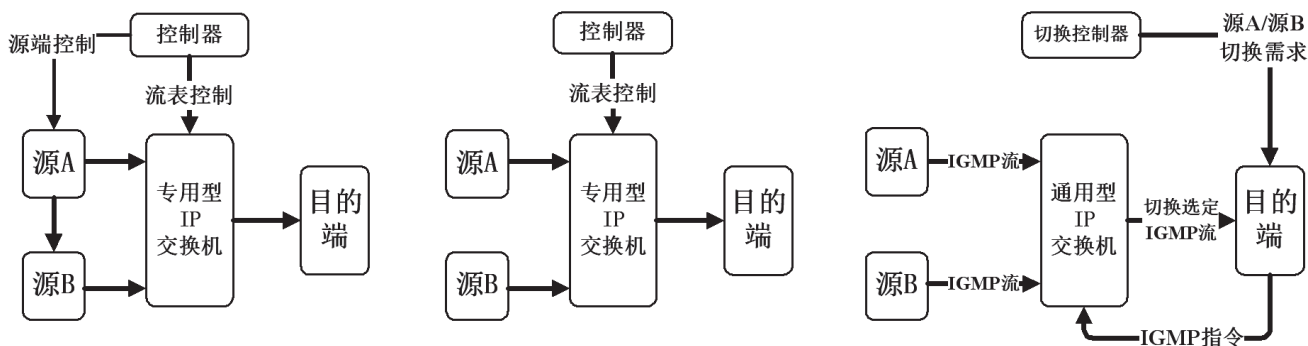 控制器
源端控制
流表控制
源A
专用型
IP
交换机
目的
端
源B
控制器
流表控制
源A
专用型
IP
交换机
目的
端
源B
切换控制器
源A/源B
切换需求
源A
IGMP流
通用型
IP
交换机
切换选定
IGMP流
目的
端
源B
IGMP流
IGMP指令